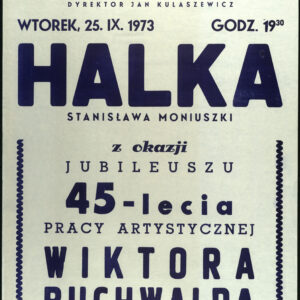 DYREKTOR JAN KULASZEWICZ
WTOREK, 25. IX. 1973 GODZ. 19³⁰
HALKA
STANISŁAWA MONIUSZKI
z okazji
JUBILEUSZU
45-lecia
PRACY ARTYSTYCZNEJ
WIKTORA
BUCHWALDA